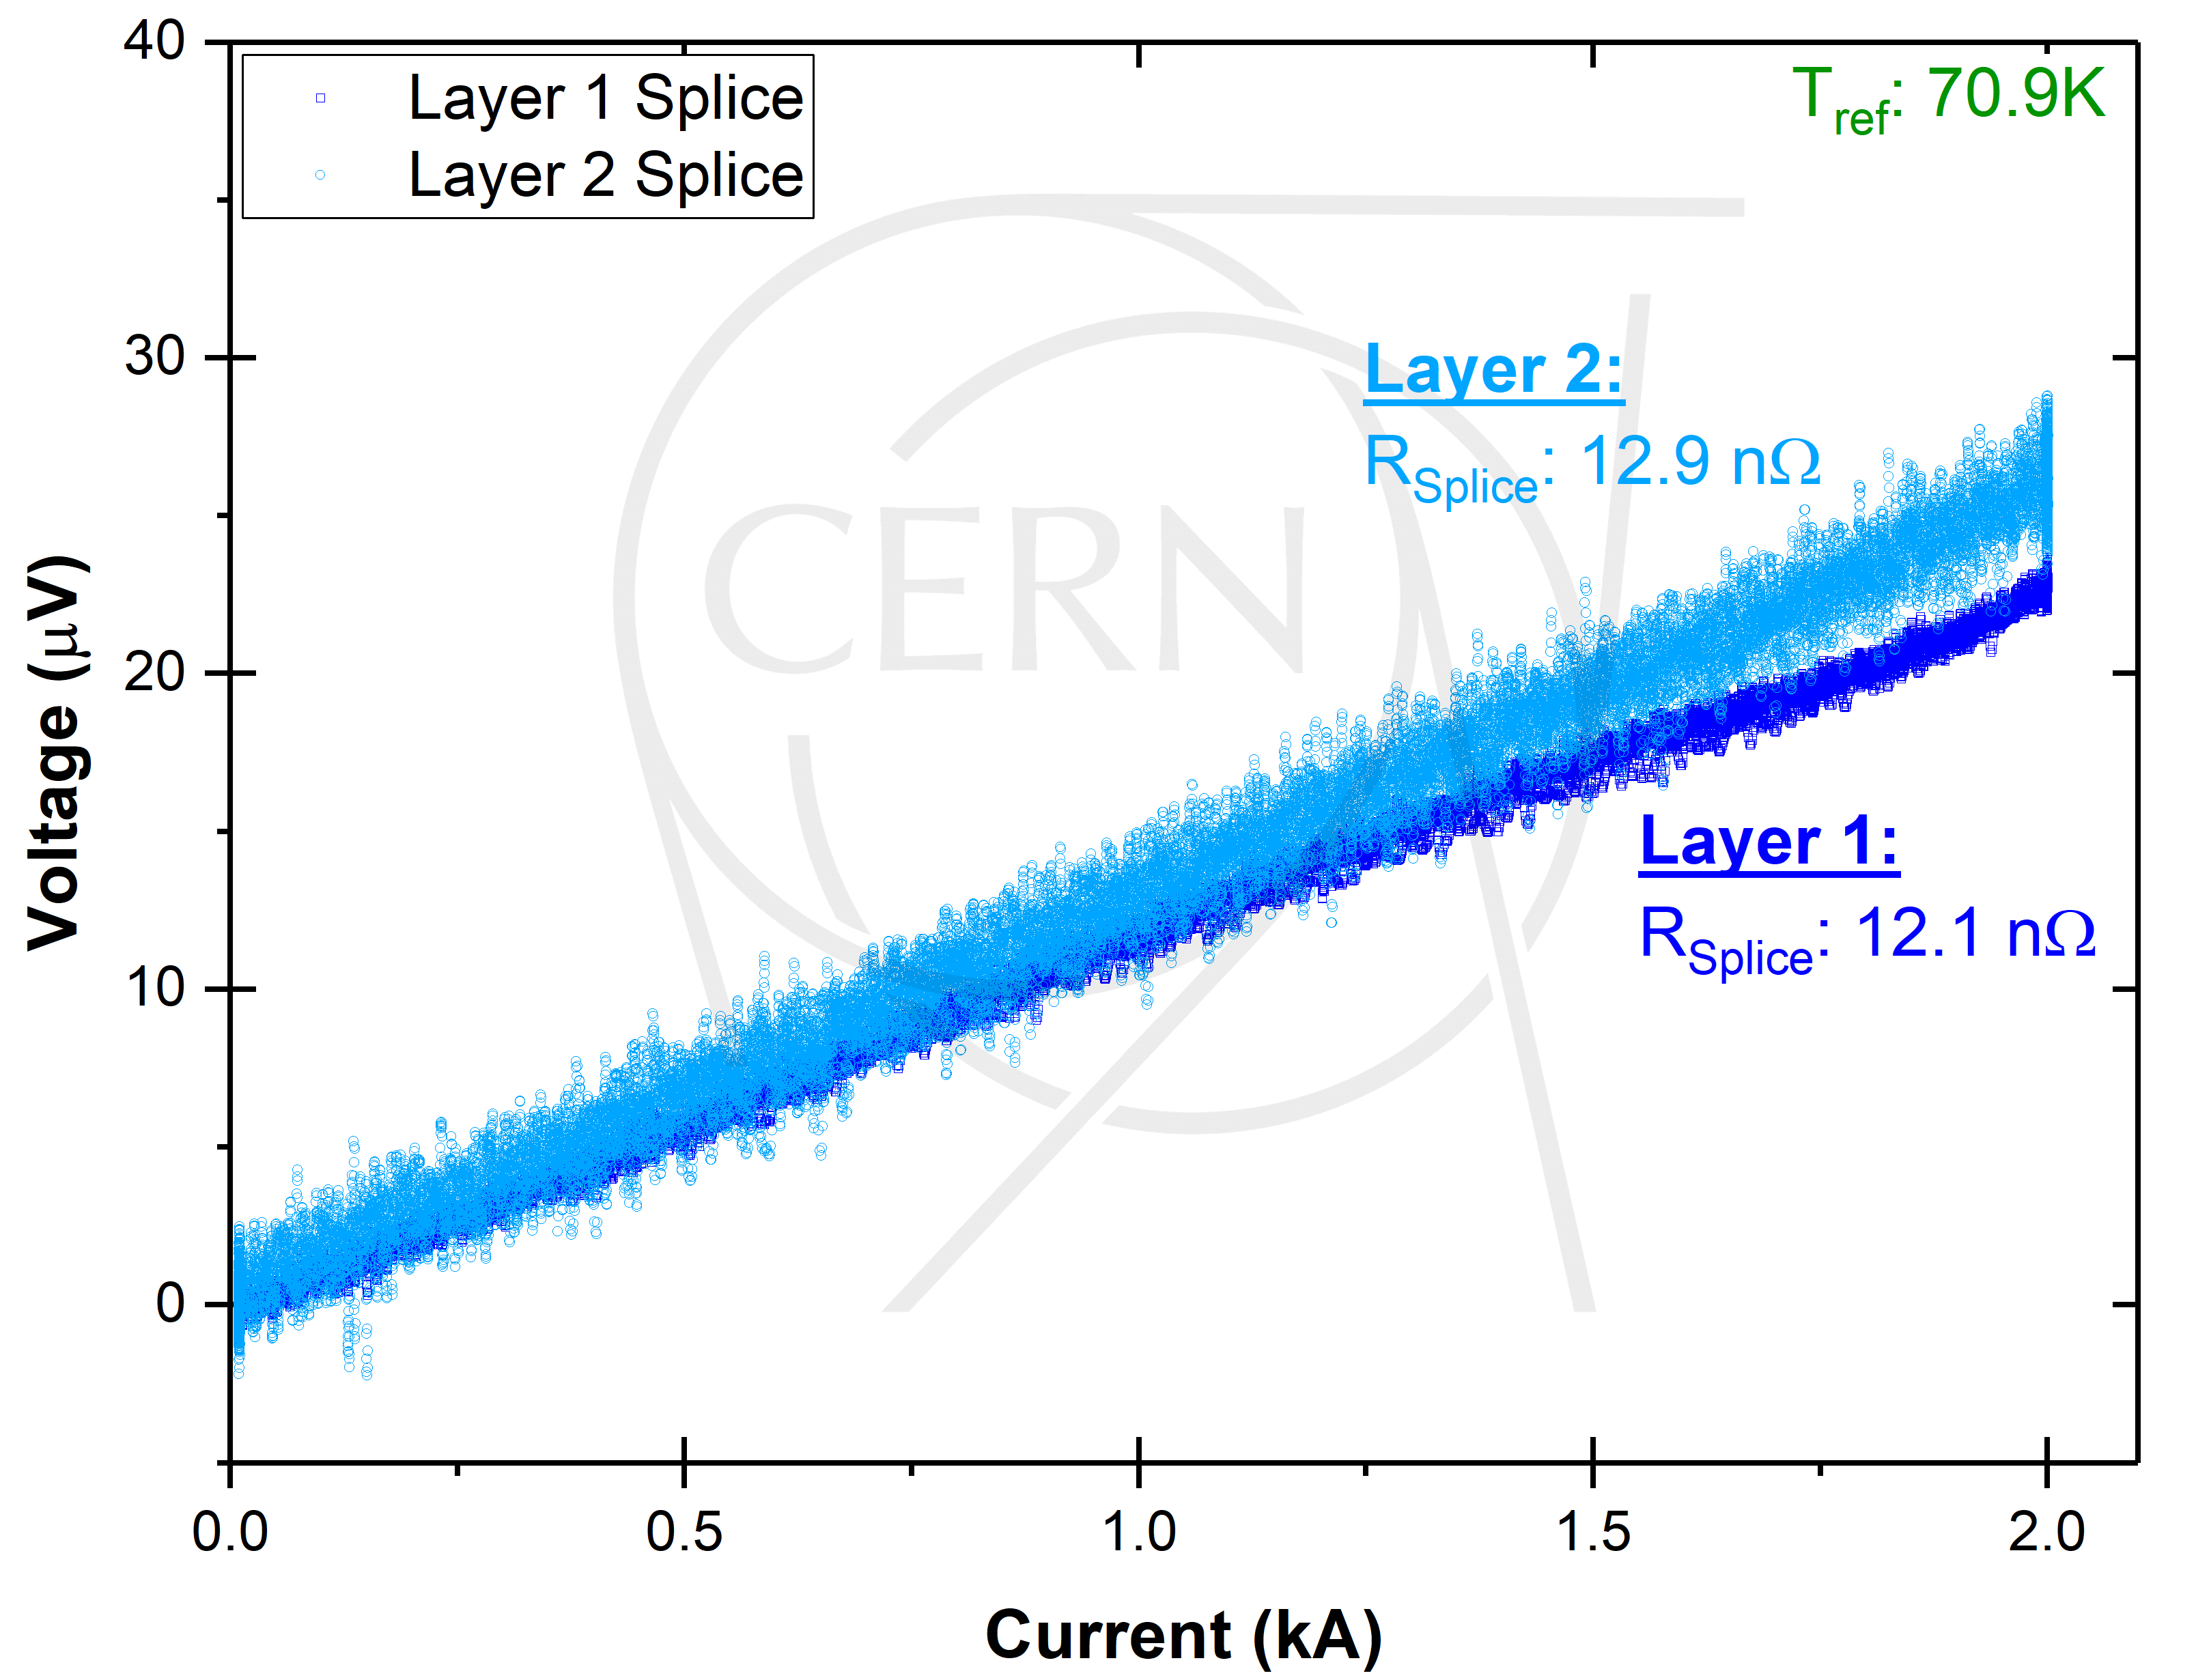 40
Layer 1 Splice
Layer 2 Splice
Tref: 70.9K
30
Layer 2:
RSplice: 12.9 nΩ
CERN
20
Voltage (μV)
Layer 1:
RSplice: 12.1 nΩ
10
0
0.0 0.5 1.0 1.5 2.0
Current (kA)